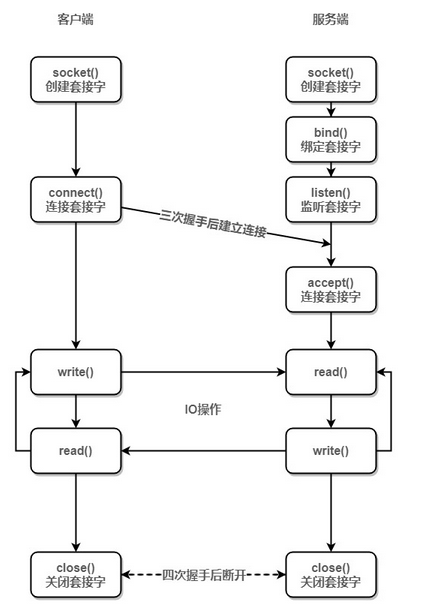 客户端
服务端
socket()
创建套接字
socket()
创建套接字
bind()
绑定套接字
connect()
连接套接字
listen()
监听套接字
三次握手后建立连接
accept()
连接套接字
write()
read()
IO操作
read()
write()
close()
关闭套接字
四次握手后断开
close()
关闭套接字